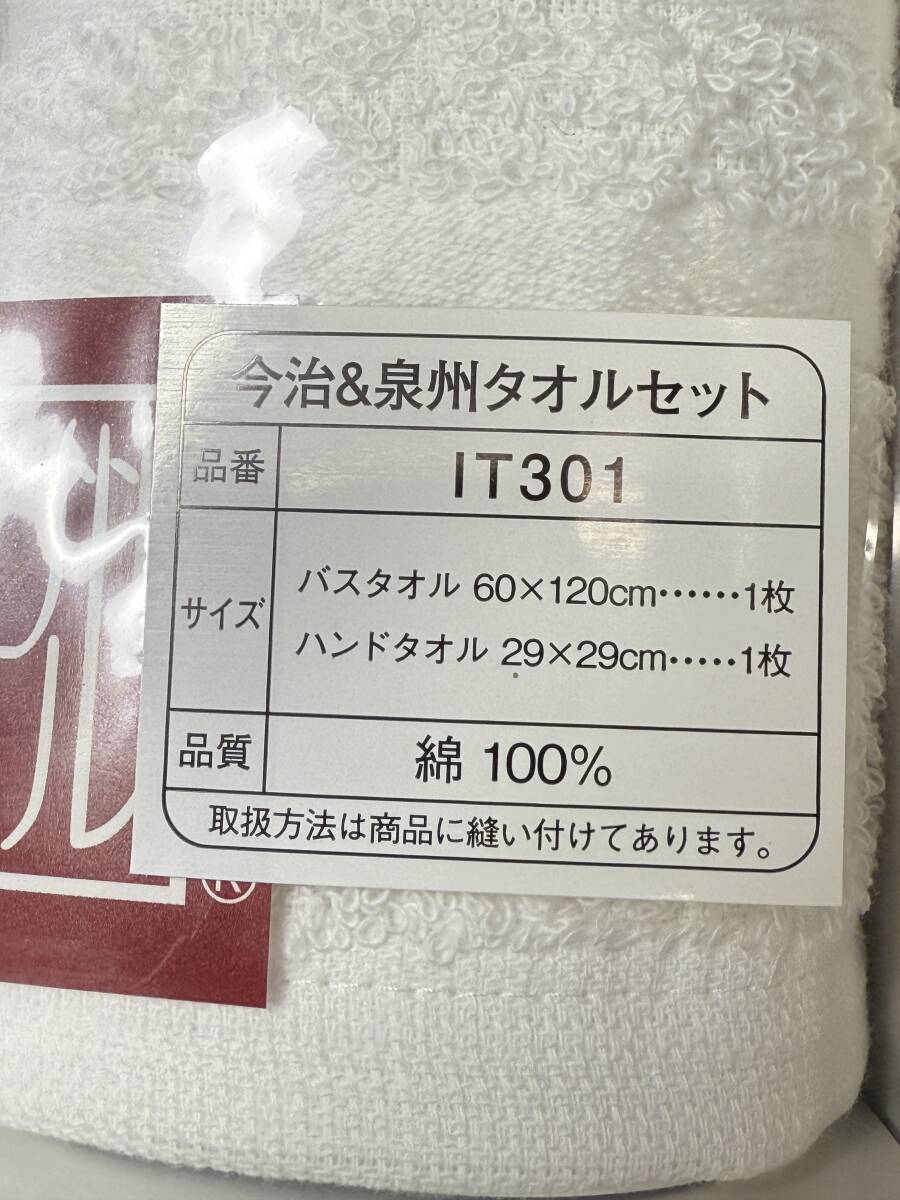 今治&泉州タオルセット
品番 IT301
サイズ
バスタオル 60×120cm……1枚
ハンドタオル 29×29cm……1枚
品質 綿 100%
取扱方法は商品に縫い付けてあります。
®